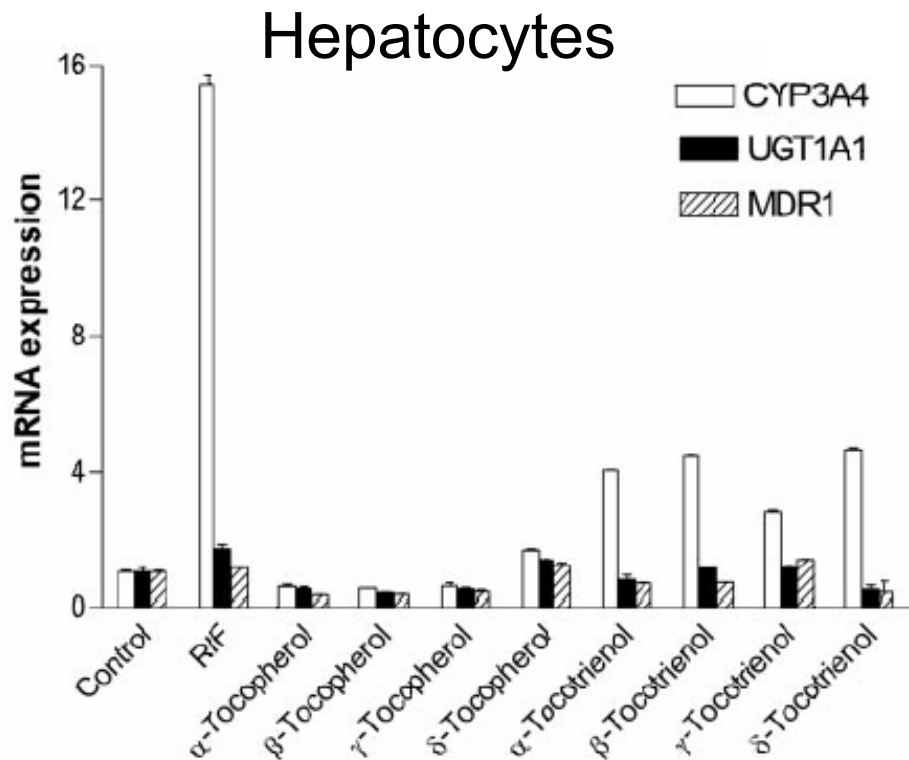 Hepatocytes
CYP3A4
UGT1A1
MDR1
mRNA expression
16
12
8
4
0
Control
RIF
α-Tocopherol
β-Tocopherol
γ-Tocopherol
δ-Tocopherol
α-Tocotrienol
β-Tocotrienol
γ-Tocotrienol
δ-Tocotrienol